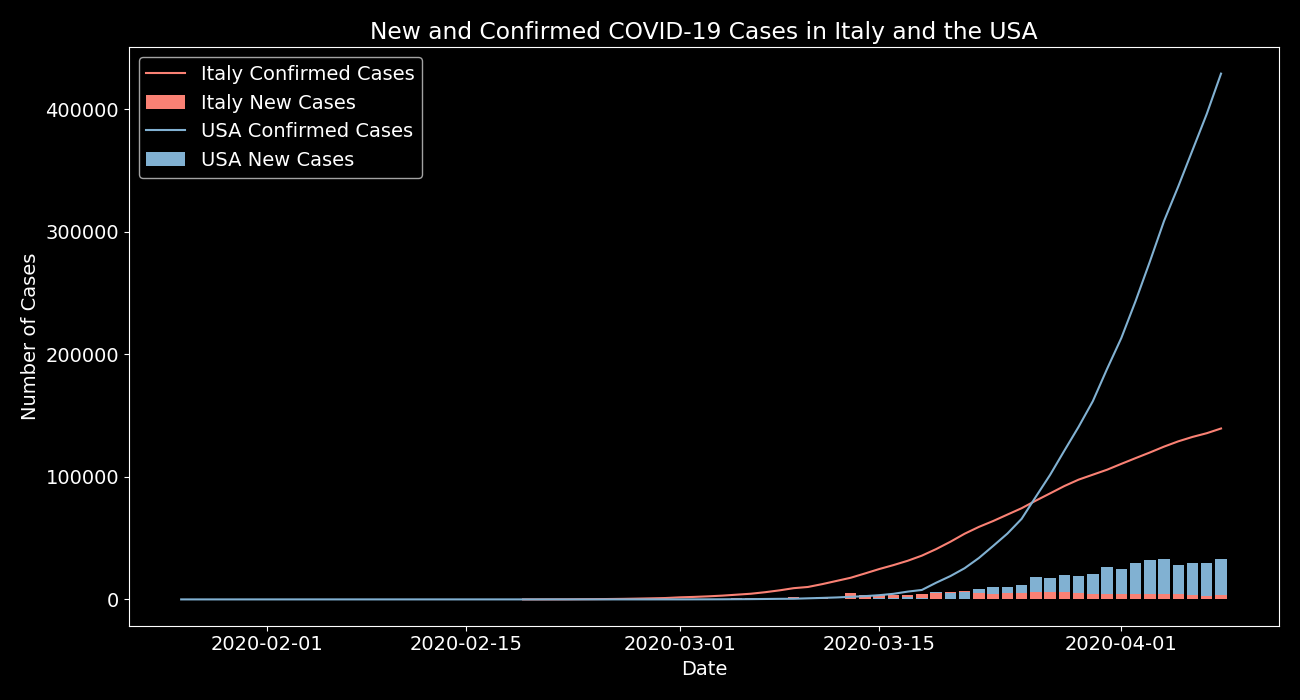 New and Confirmed COVID-19 Cases in Italy and the USA
Italy Confirmed Cases
Italy New Cases
USA Confirmed Cases
USA New Cases
400000
300000
200000
100000
0
Number of Cases
2020-02-01
2020-02-15
2020-03-01
2020-03-15
2020-04-01
Date